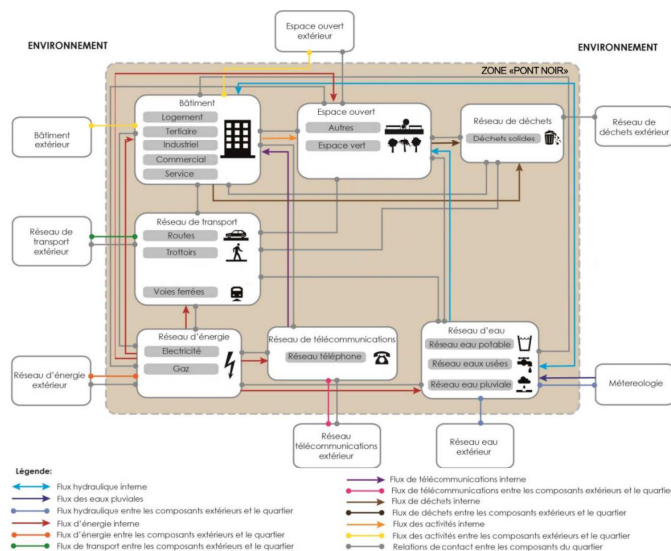 Espace ouvert
extérieur
ENVIRONNEMENT
ENVIRONNEMENT
ZONE «PONT NOIR»
Bâtiment
Logement
Tertiaire
Industriel
Commercial
Service
Espace ouvert
Autres
Espace vert
Réseau de déchets
Déchets solides
Réseau de
déchets extérieur
Bâtiment
extérieur
Réseau de transport
Routes
Trottoirs
Voies ferrées
Réseau de
transport extérieur
Réseau d'énergie
Electricité
Gaz
Réseau de télécommunications
Réseau téléphone
Réseau d'eau
Réseau eau potable
Réseau eaux usées
Réseau eau pluviale
Réseau d'énergie
extérieur
Météreologie
Réseau
télécommunications
extérieur
Réseau eau
extérieur
Légende:
Flux hydraulique interne
Flux des eaux pluviales
Flux hydraulique entre les composants extérieurs et le quartier
Flux d'énergie interne
Flux d'énergie entre les composants extérieurs et le quartier
Flux de transport entre les composants extérieurs et le quartier
Flux de télécommunications interne
Flux de télécommunications entre les composants extérieurs et le quartier
Flux de déchets interne
Flux de déchets entre les composants extérieurs et le quartier
Flux des activités interne
Flux des activités entre les composants extérieurs et le quartier
Relations de contact entre les composants du quartier